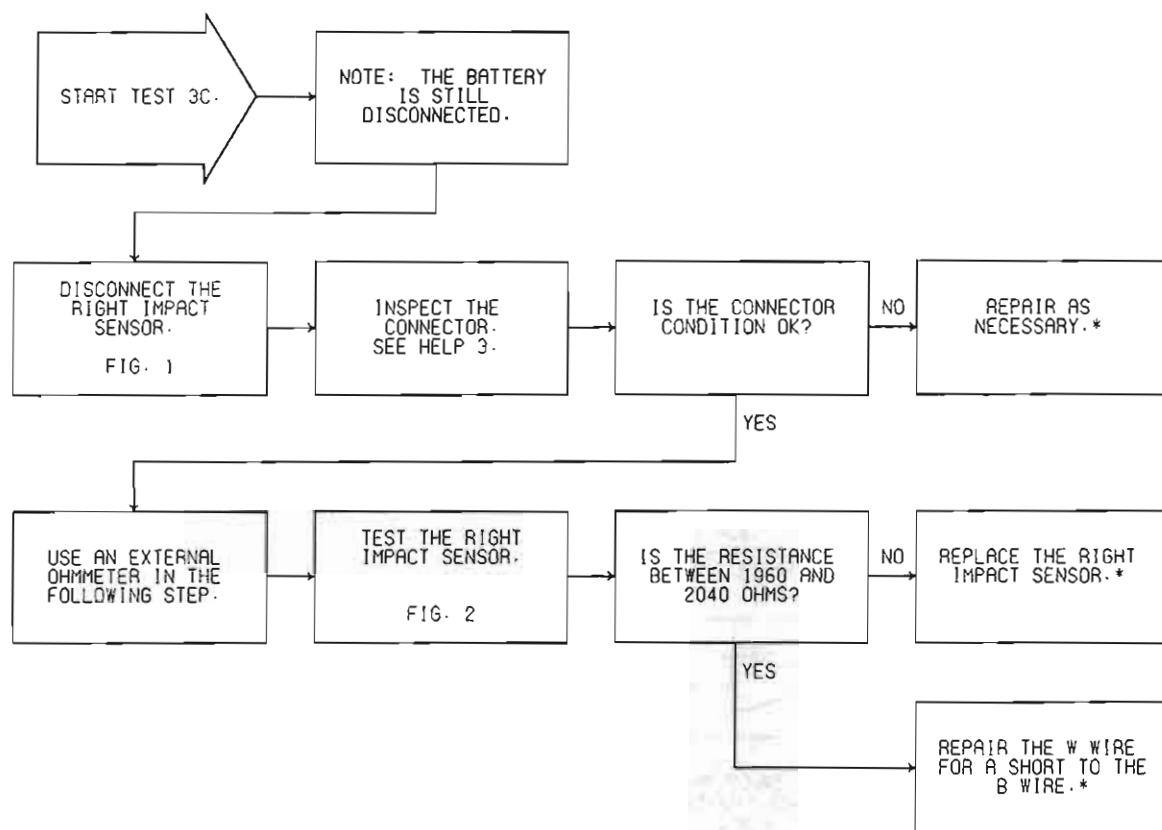 START TEST 3C.
NOTE: THE BATTERY
IS STILL
DISCONNECTED.
DISCONNECT THE
RIGHT IMPACT
SENSOR.
FIG. 1
INSPECT THE
CONNECTOR.
SEE HELP 3.
IS THE CONNECTOR
CONDITION OK?
NO
REPAIR AS
NECESSARY.*
YES
USE AN EXTERNAL
OHMMETER IN THE
FOLLOWING STEP.
TEST THE RIGHT
IMPACT SENSOR.
FIG. 2
IS THE RESISTANCE
BETWEEN 1960 AND
2040 OHMS?
NO
REPLACE THE RIGHT
IMPACT SENSOR.*
YES
REPAIR THE W WIRE
FOR A SHORT TO THE
B WIRE.*